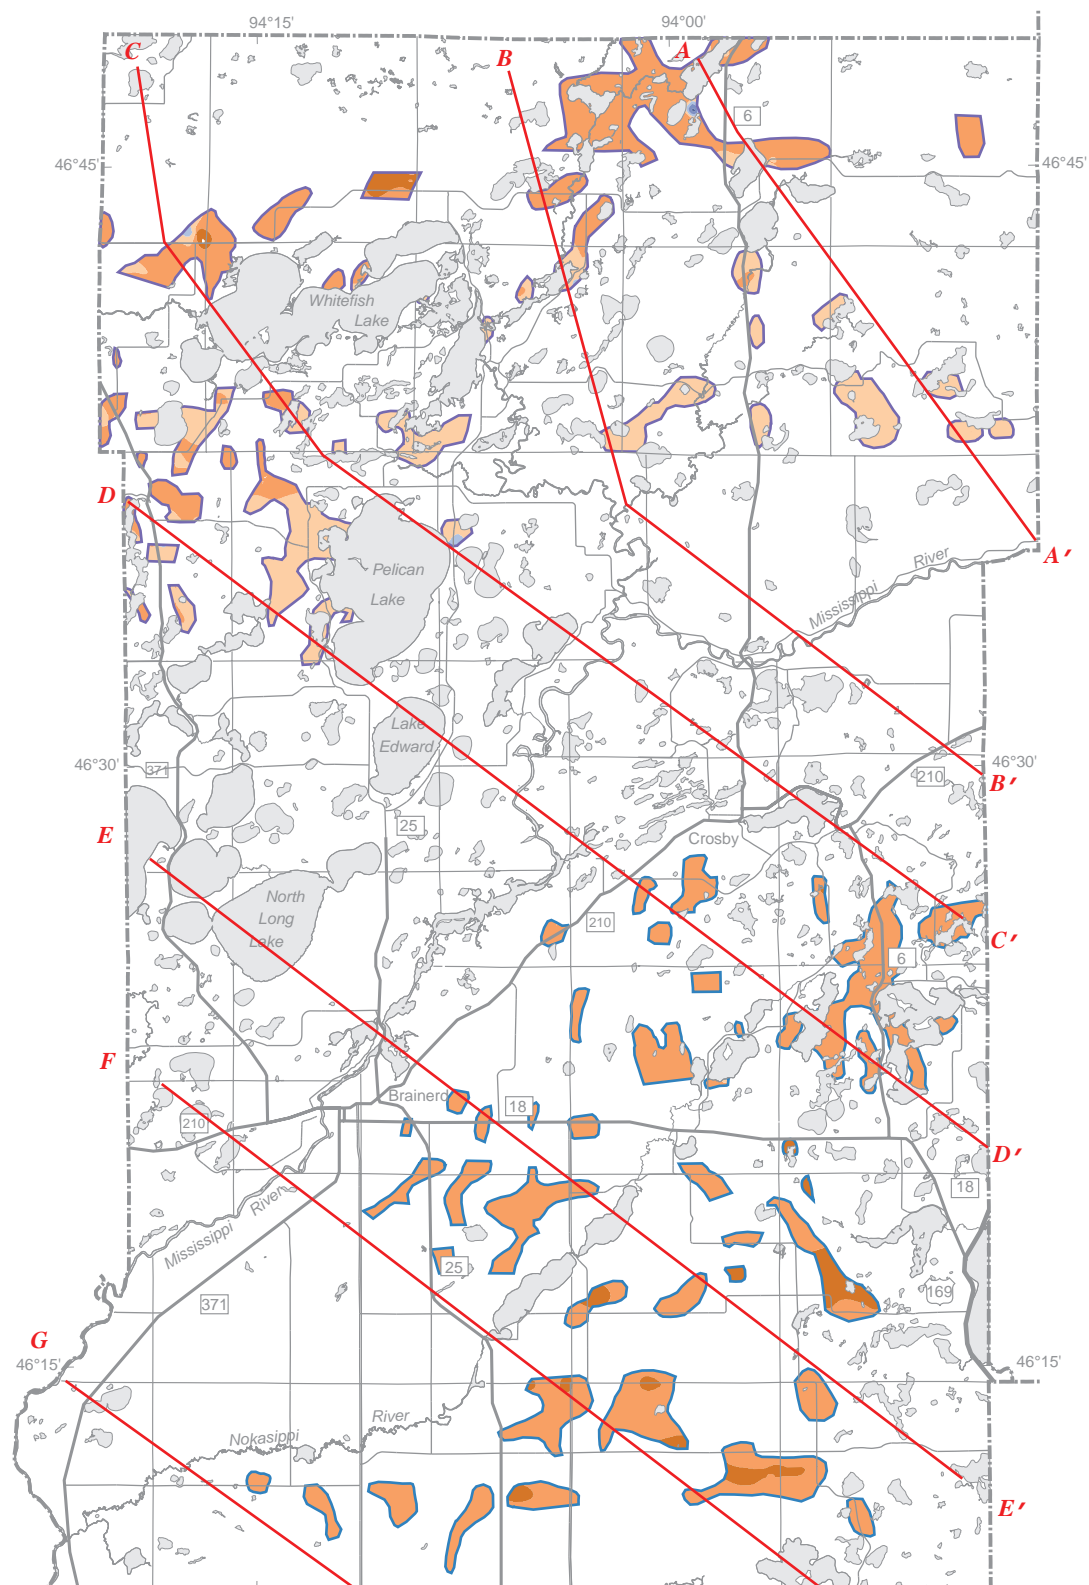 94°15'
94°00'
C
B
A
6
46°45'
46°45'
Whitefish
Lake
D
Pelican
Lake
River
Mississippi
A′
Lake
Edward
46°30'
371
46°30'
210
B′
25
Crosby
E
North
Long
Lake
210
C′
6
F
Brainerd
18
210
D′
18
Mississippi
River
25
371
169
G
46°15'
46°15'
River
Nokasippi
E′